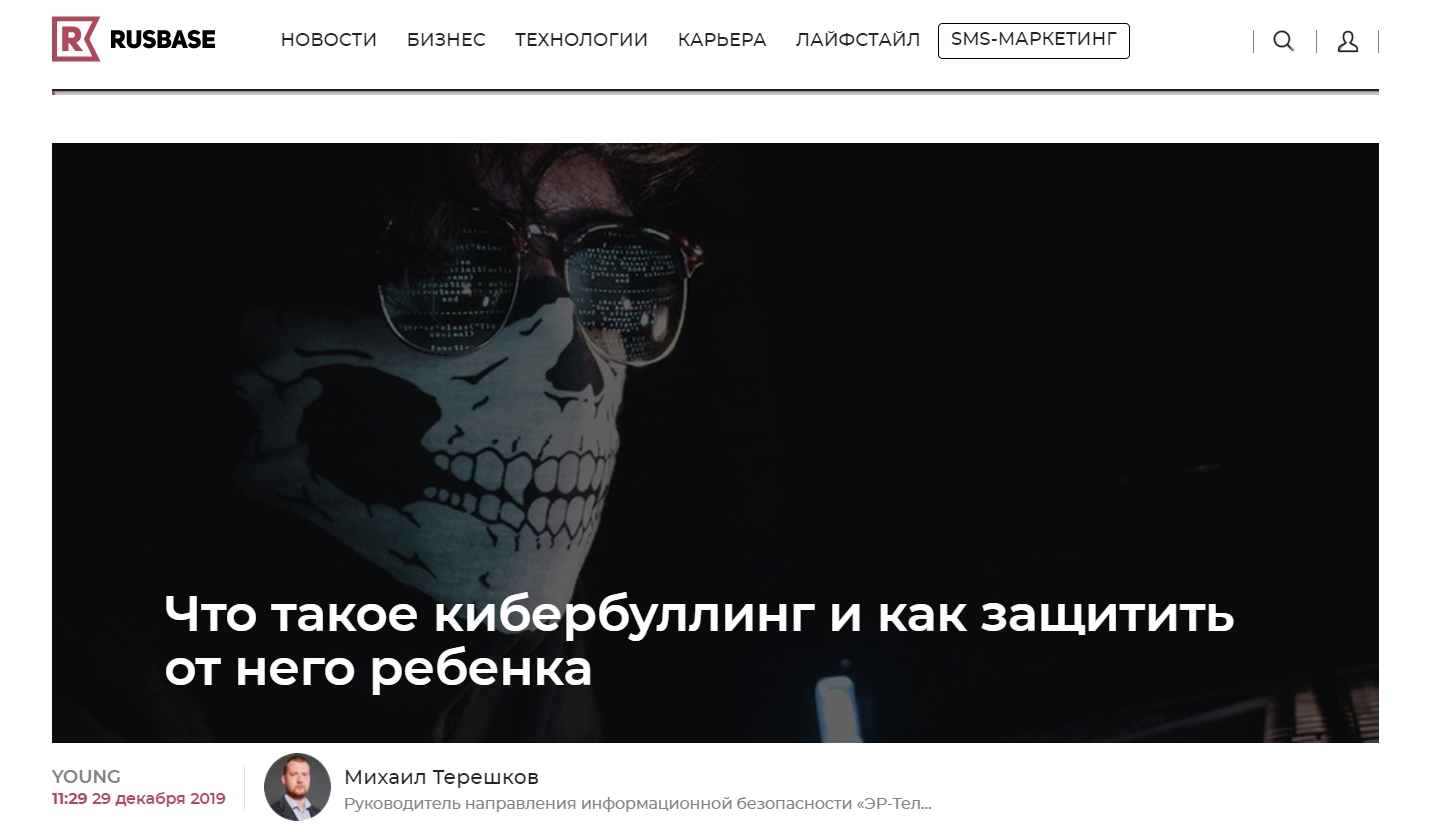 RUSBASE
НОВОСТИ БИЗНЕС ТЕХНОЛОГИИ КАРЬЕРА ЛАЙФСТАЙЛ SMS-МАРКЕТИНГ
Что такое кибербуллинг и как защитить
от него ребенка
YOUNG
11:29 29 декабря 2019
Михаил Терешков
Руководитель направления информационной безопасности «ЭР-Тел...